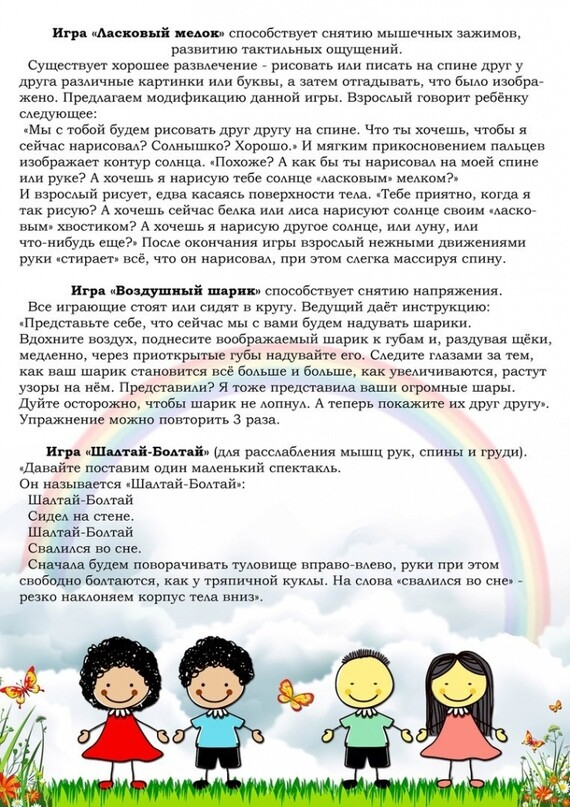 Игра «Ласковый мелок» способствует снятию мышечных зажимов,
развитию тактильных ощущений.
Существует хорошее развлечение - рисовать или писать на спине друг у
друга различные картинки или буквы, а затем отгадывать, что было изобра-
жено. Предлагаем модификацию данной игры. Взрослый говорит ребёнку
следующее:
«Мы с тобой будем рисовать друг другу на спине. Что ты хочешь, чтобы я
сейчас нарисовал? Солнышко? Хорошо.» И мягким прикосновением пальцев
изображает контур солнца. «Похоже? А как бы ты нарисовал на моей спине
или руке? А хочешь я нарисую тебе солнце «ласковым» мелком?»
И взрослый рисует, едва касаясь поверхности тела. «Тебе приятно, когда я
так рисую? А хочешь сейчас белка или лиса нарисуют солнце своим «ласко-
вым» хвостиком? А хочешь я нарисую другое солнце, или луну, или
что-нибудь еще?» После окончания игры взрослый нежными движениями
руки «стирает» всё, что он нарисовал, при этом слегка массируя спину.
Игра «Воздушный шарик» способствует снятию напряжения.
Все играющие стоят или сидят в кругу. Ведущий даёт инструкцию:
«Представьте себе, что сейчас мы с вами будем надувать шарики.
Вдохните воздух, поднесите воображаемый шарик к губам и, раздувая щёки,
медленно, через приоткрытые губы надувайте его. Следите глазами за тем,
как ваш шарик становится всё больше и больше, как увеличиваются, растут
узоры на нём. Представили? Я тоже представила ваши огромные шары.
Дуйте осторожно, чтобы шарик не лопнул. А теперь покажите их друг другу».
Упражнение можно повторить 3 раза.
Игра «Шалтай-Болтай» (для расслабления мышц рук, спины и груди).
«Давайте поставим один маленький спектакль.
Он называется «Шалтай-Болтай»:
Шалтай-Болтай
Сидел на стене.
Шалтай-Болтай
Свалился во сне.
Сначала будем поворачивать туловище вправо-влево, руки при этом
свободно болтаются, как у тряпичной куклы. На слова «свалился во сне» -
резко наклоняем корпус тела вниз».